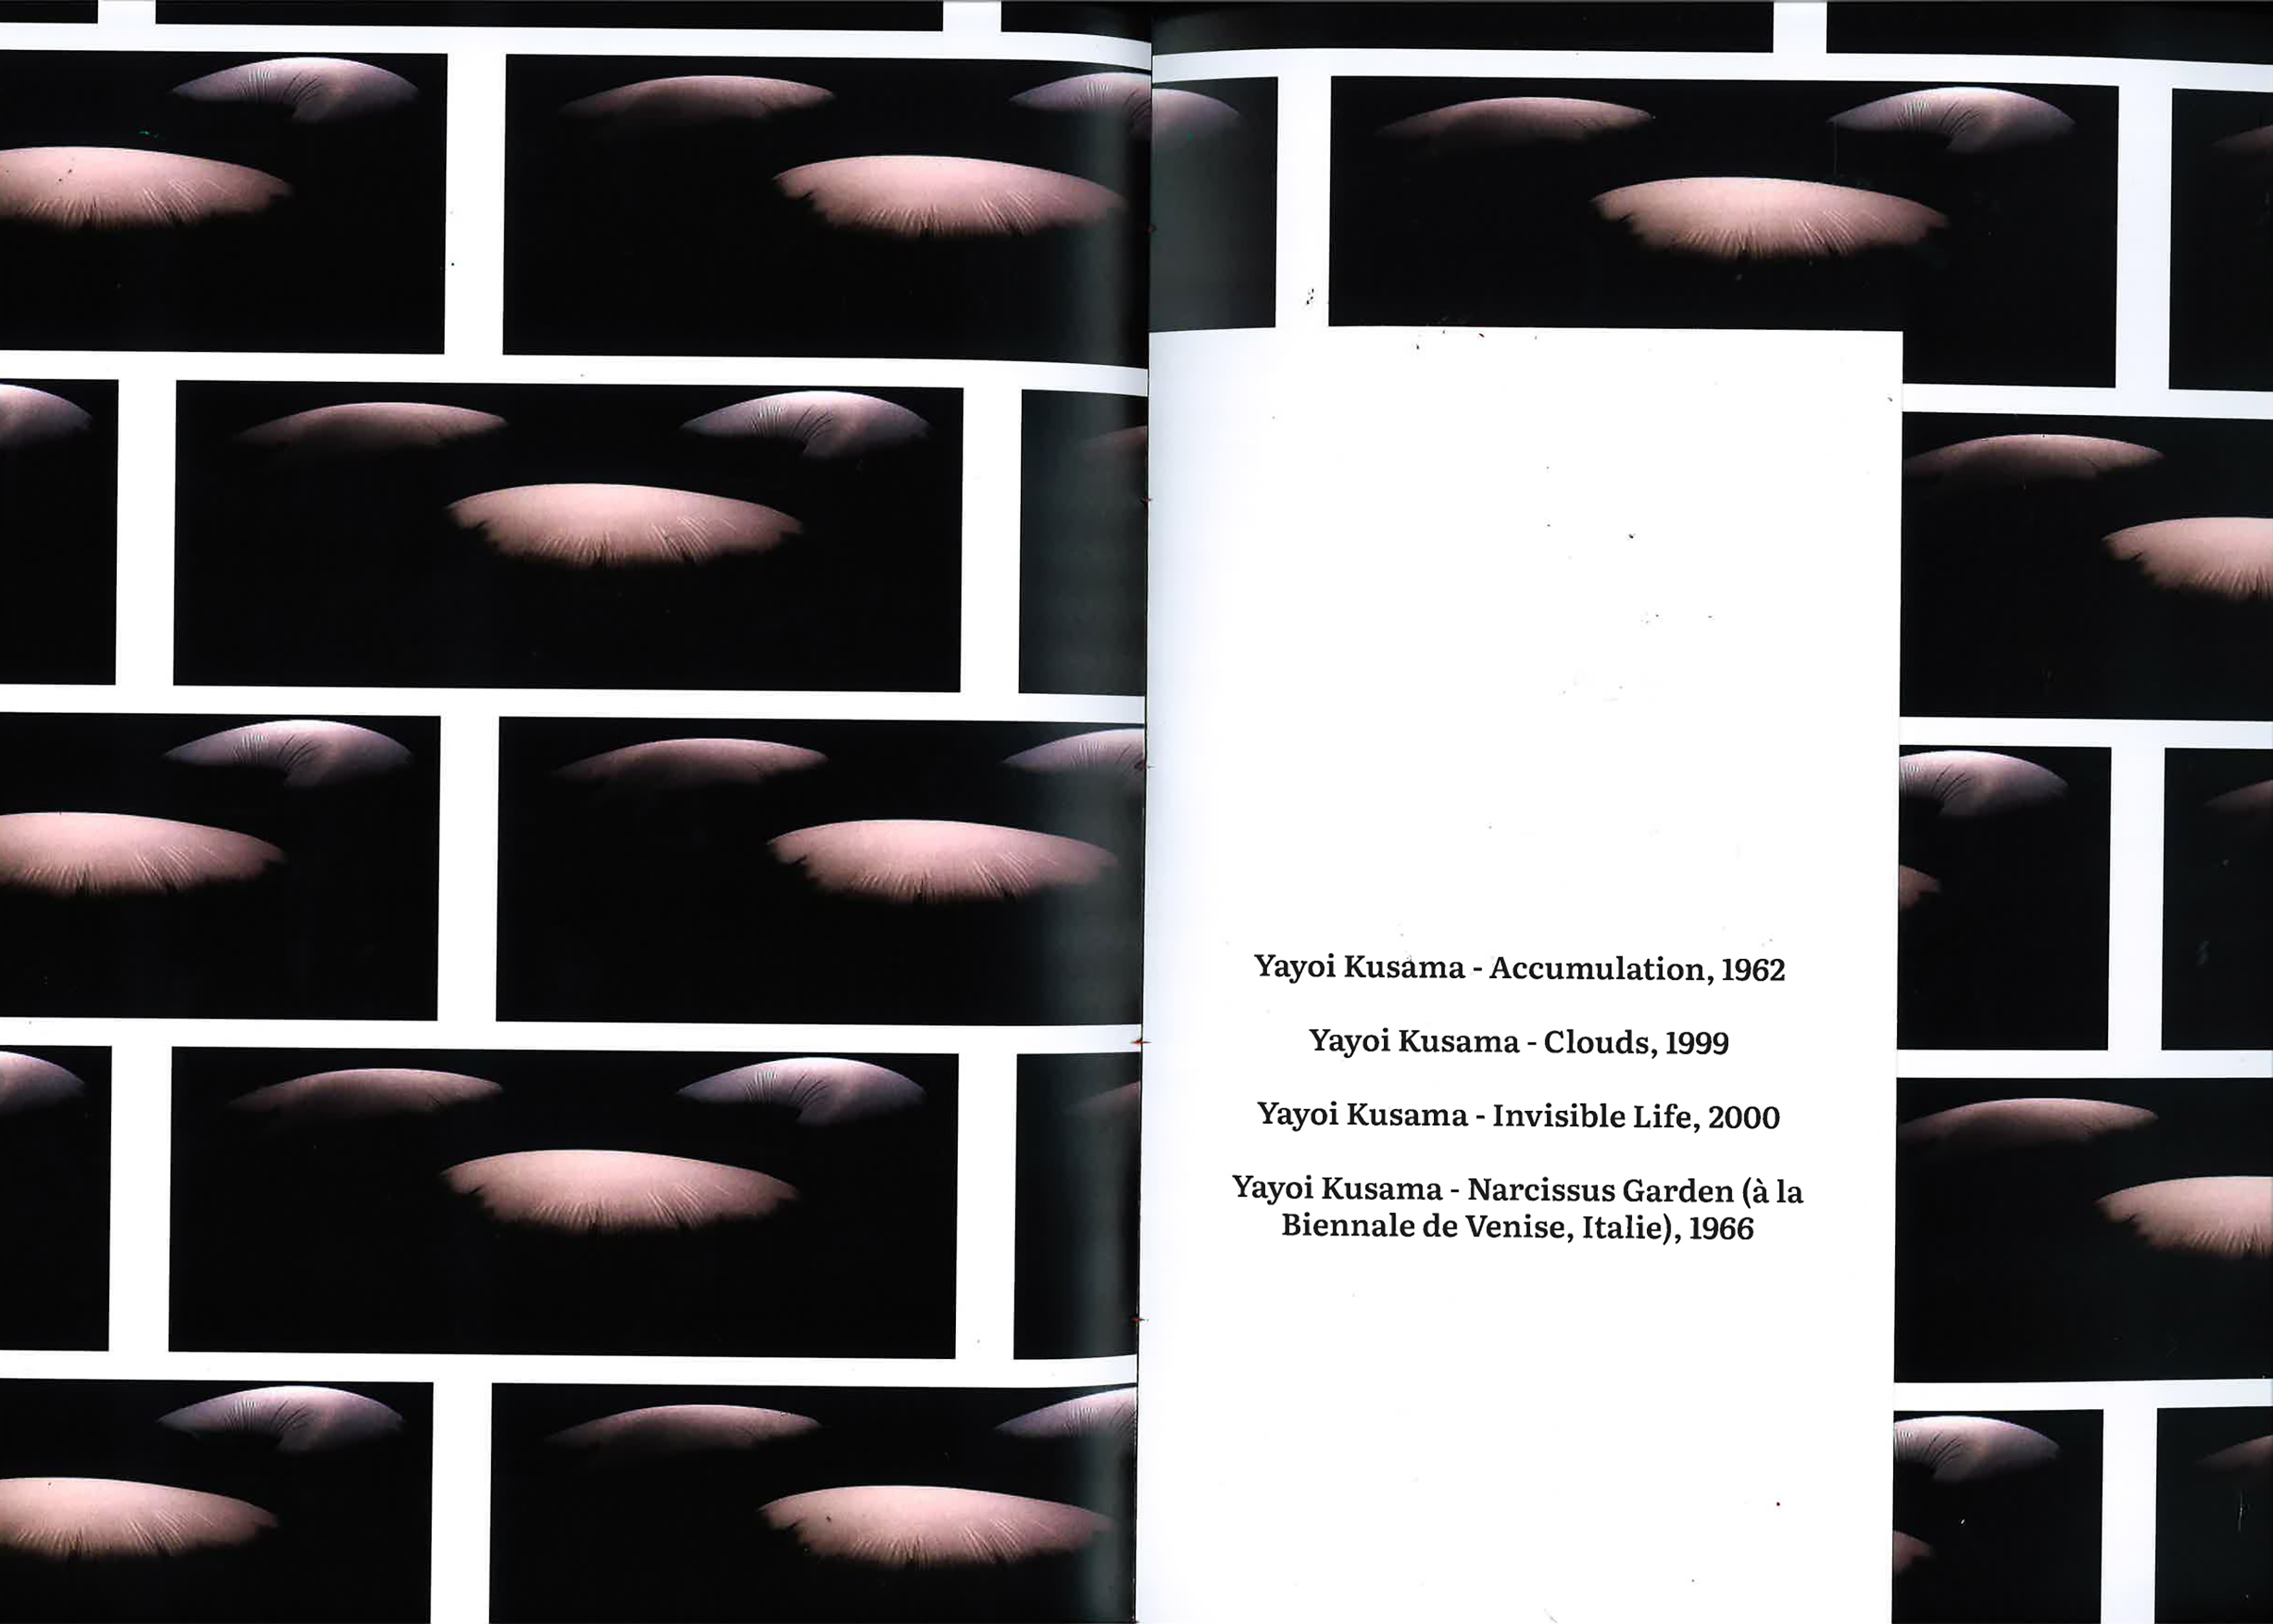 Yayoi Kusama - Accumulation, 1962
Yayoi Kusama - Clouds, 1999
Yayoi Kusama - Invisible Life, 2000
Yayoi Kusama - Narcissus Garden (à la
Biennale de Venise, Italie), 1966